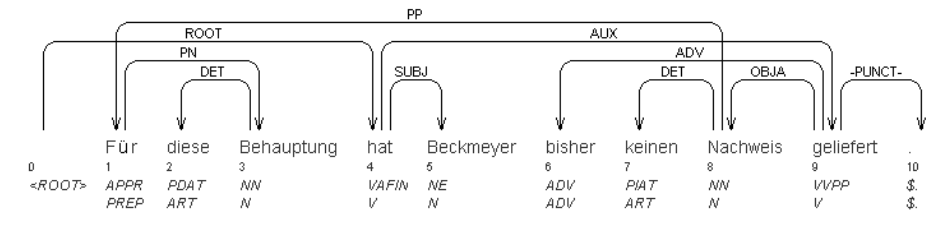 PP
ROOT AUX
PN ADV
DET SUBJ DET OBJA -PUNCT-
Für diese Behauptung hat Beckmeyer bisher keinen Nachweis geliefert .
0 1 2 3 4 5 6 7 8 9 10
<ROOT> APPR PDAT NN VAFIN NE ADV PIAT NN VVPP $.
PREP ART N V N ADV ART N V $.